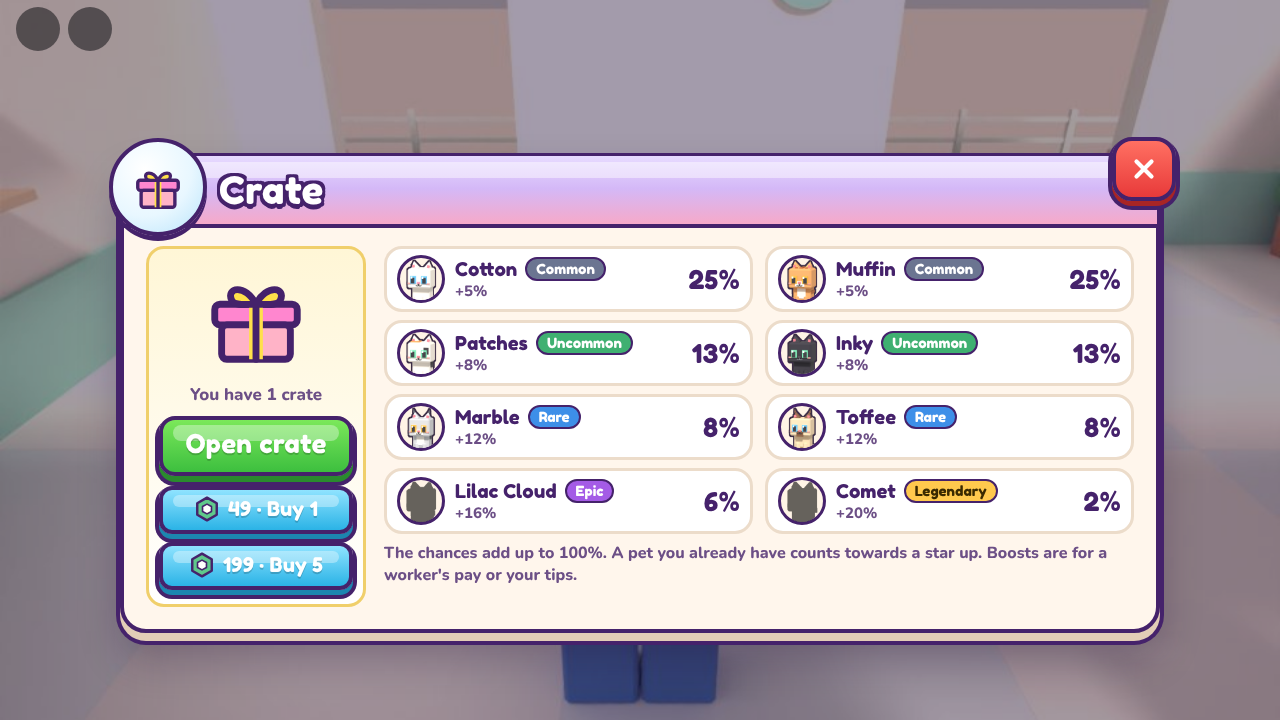 Crate
You have 1 crate
Open crate
49 · Buy 1
199 · Buy 5
Cotton Common
+5%
25%
Muffin Common
+5%
25%
Patches Uncommon
+8%
13%
Inky Uncommon
+8%
13%
Marble Rare
+12%
8%
Toffee Rare
+12%
8%
Lilac Cloud Epic
+16%
6%
Comet Legendary
+20%
2%
The chances add up to 100%. A pet you already have counts towards a star up. Boosts are for a
worker's pay or your tips.